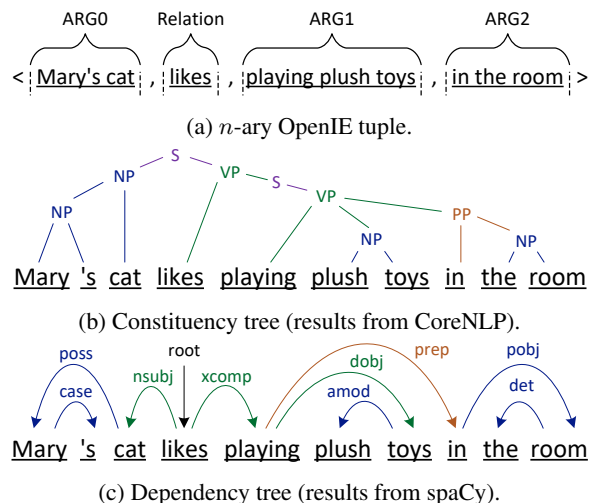 ARG0 Relation ARG1 ARG2
< Mary's cat , likes , playing plush toys , in the room >
(a) n-ary OpenIE tuple.
S
NP VP S
VP
NP PP
NP NP
Mary 's cat likes playing plush toys in the room
(b) Constituency tree (results from CoreNLP).
root
poss prep pobj
nsubj xcomp dobj
case amod det
Mary 's cat likes playing plush toys in the room
(c) Dependency tree (results from spaCy).